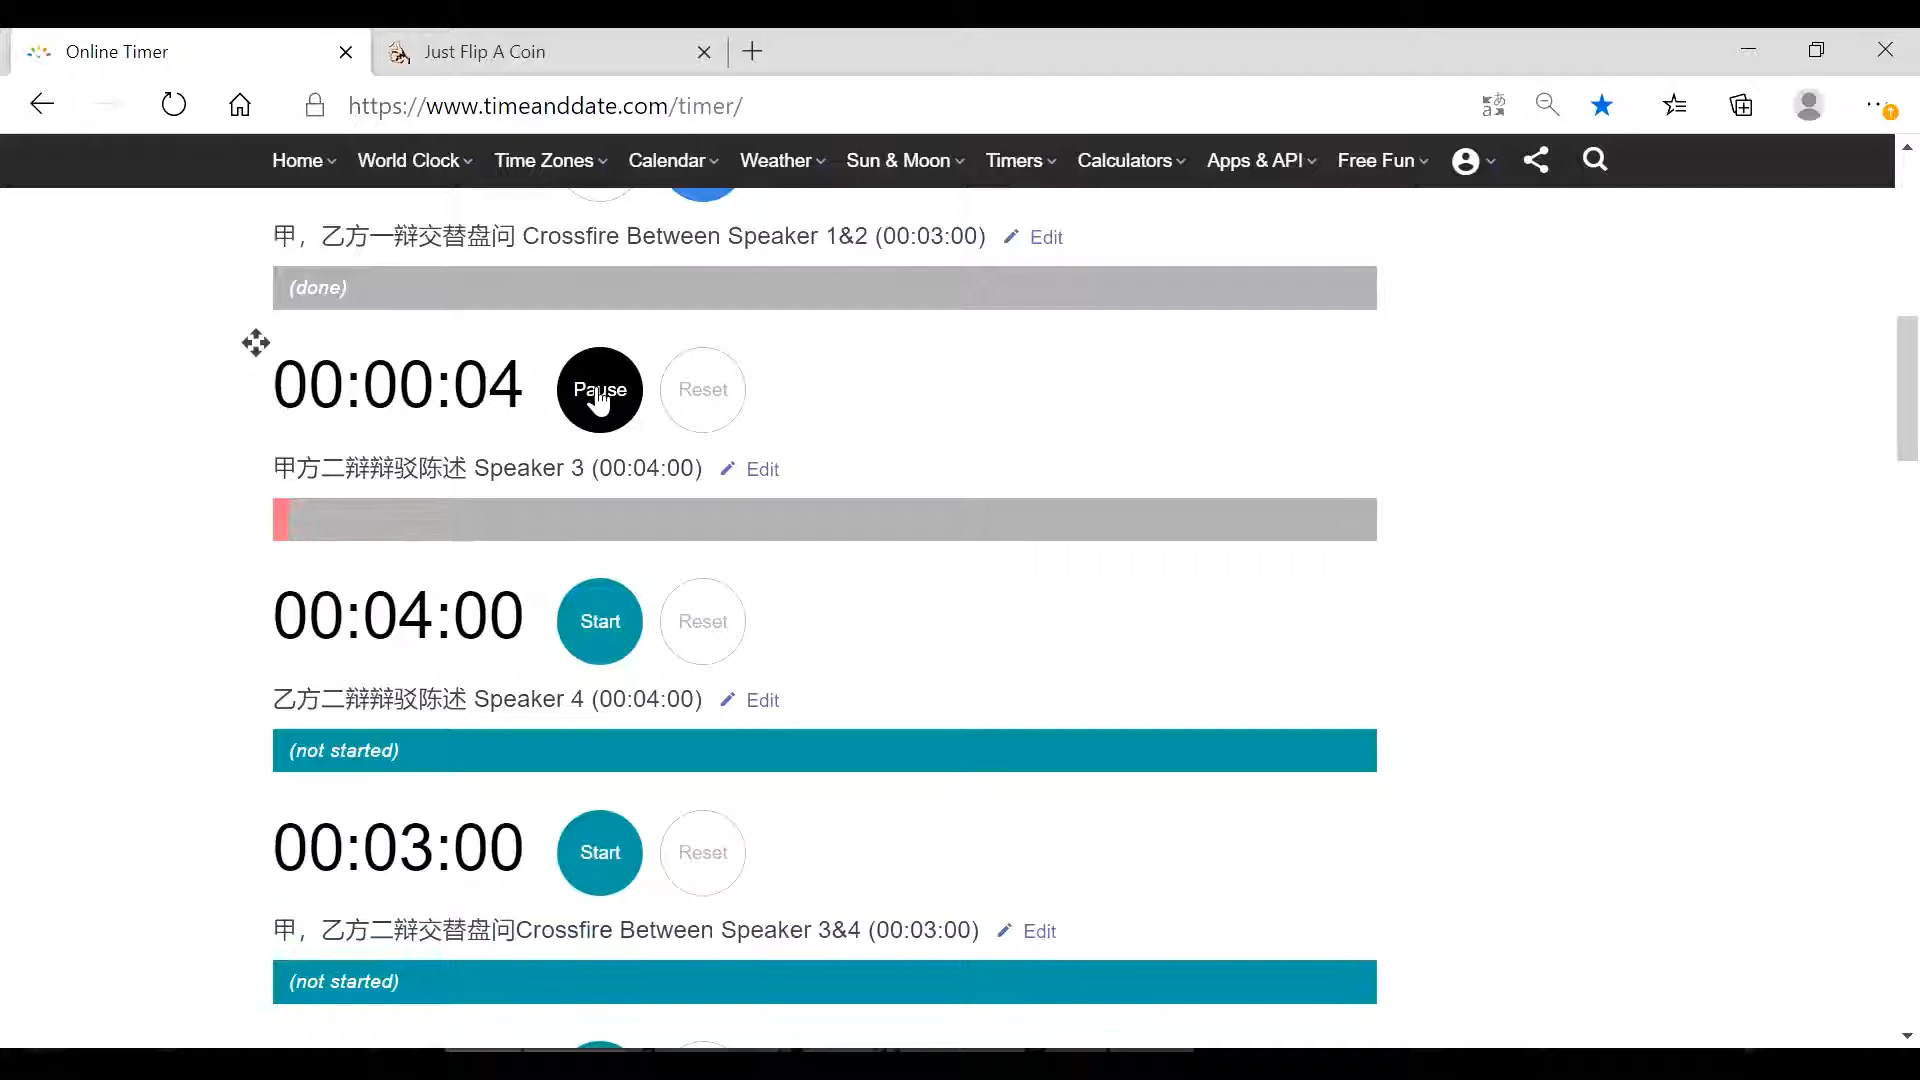 Online Timer
Just Flip A Coin
https://www.timeanddate.com/timer/
Home World Clock Time Zones Calendar Weather Sun & Moon Timers Calculators Apps & API Free Fun
甲，乙方一辩交替盘问 Crossfire Between Speaker 1&2 (00:03:00) Edit
(done)
00:00:04 Pause Reset
甲方二辩辩驳陈述 Speaker 3 (00:04:00) Edit
00:04:00 Start Reset
乙方二辩辩驳陈述 Speaker 4 (00:04:00) Edit
(not started)
00:03:00 Start Reset
甲，乙方二辩交替盘问Crossfire Between Speaker 3&4 (00:03:00) Edit
(not started)